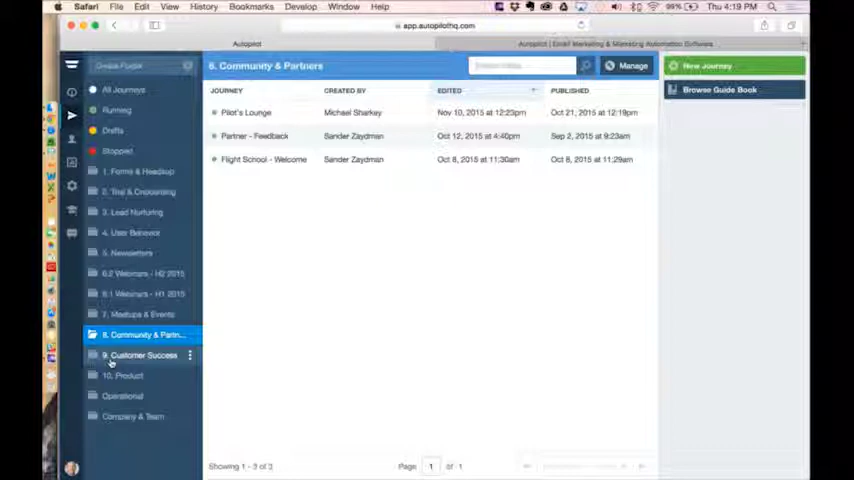 Safari File Edit View History Bookmarks Develop Window Help 99% Thu 4:19 PM
app.autopilothq.com
Autopilot Autopilot | Email Marketing & Marketing Automation Software
Create Folder
6. Community & Partners
Manage
New Journey
All Journeys
JOURNEY CREATED BY EDITED PUBLISHED
Browse Guide Book
Running
Pilot's Lounge Michael Sharkey Nov 10, 2015 at 12:23pm Oct 21, 2015 at 12:19pm
Drafts
Partner - Feedback Sander Zaydman Oct 12, 2015 at 4:40pm Sep 2, 2015 at 9:23am
Stopped
Flight School - Welcome Sander Zaydman Oct 8, 2015 at 11:30am Oct 8, 2015 at 11:29am
1. Forms & Headsup
2. Trial & Onboarding
3. Lead Nurturing
4. User Behavior
5. Newsletters
6.2 Webinars - H2 2015
6.1 Webinars - H1 2015
7. Meetups & Events
8. Community & Partn...
9. Customer Success
10. Product
Operational
Company & Team
Showing 1 - 3 of 3 Page 1 of 1